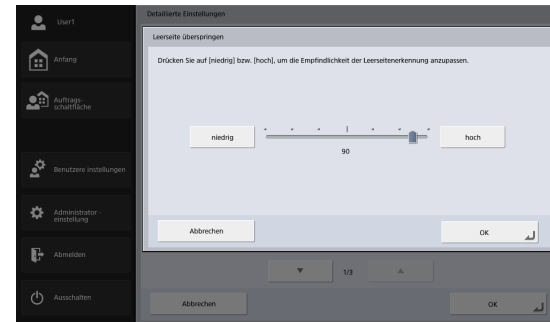 User1
Anfang
Auftrags-
schaltfläche
Benutzere instellungen
Administrator -
einstellung
Abmelden
Ausschalten
Detaillierte Einstellungen
Leerseite überspringen
Drücken Sie auf [niedrig] bzw. [hoch], um die Empfindlichkeit der Leerseitenerkennung anzupassen.
niedrig
hoch
90
Abbrechen
OK
1/3
Abbrechen
OK